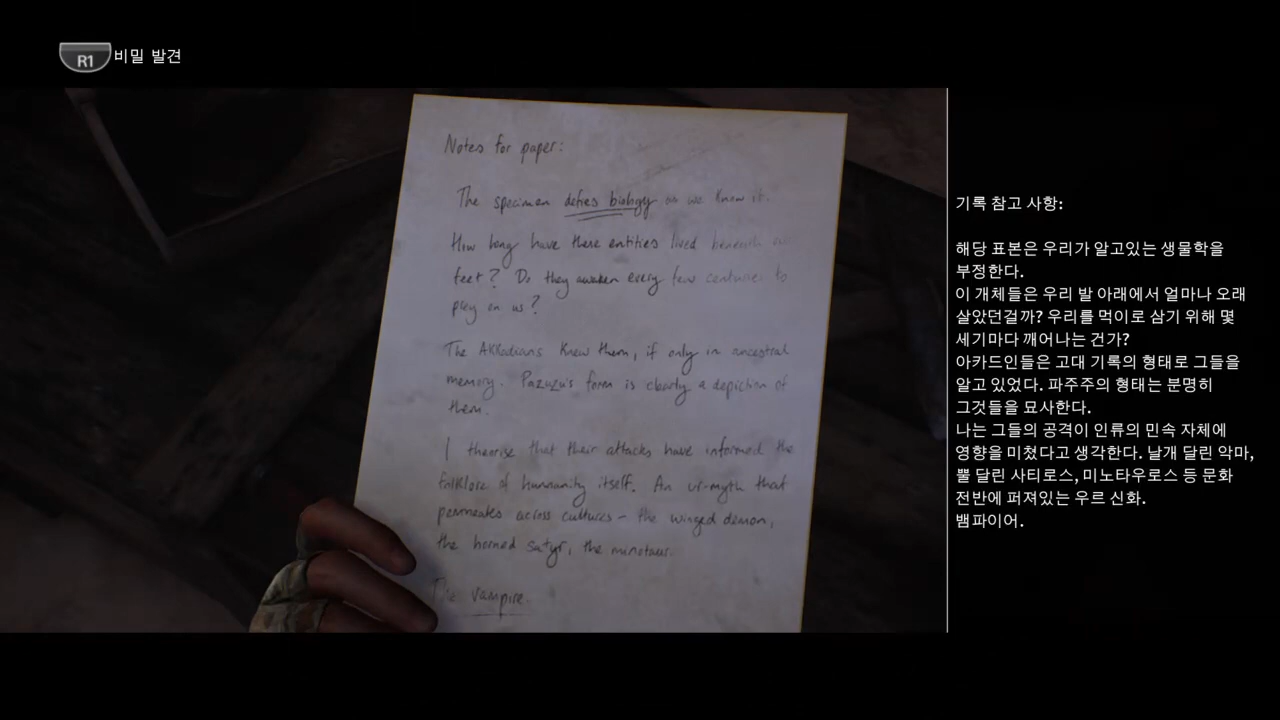 R1 비밀 발견
Notes for paper:
The specimen defies biology as we know it.
How long have these entities lived beneath our
feet? Do they awaken every few centuries to
prey on us?
The Akkadians knew them, if only in ancestral
memory. Pazuzu's form is clearly a depiction of
them.
I theorise that their attacks have informed the
folklore of humanity itself. An ur-myth that
permeates across cultures - the winged demon,
the horned satyr, the minotaur.
The vampire.
기록 참고 사항:
해당 표본은 우리가 알고있는 생물학을
부정한다.
이 개체들은 우리 발 아래에서 얼마나 오래
살았던걸까? 우리를 먹이로 삼기 위해 몇
세기마다 깨어나는 건가?
아카드인들은 고대 기록의 형태로 그들을
알고 있었다. 파주주의 형태는 분명히
그것들을 묘사한다.
나는 그들의 공격이 인류의 민속 자체에
영향을 미쳤다고 생각한다. 날개 달린 악마,
뿔 달린 사티로스, 미노타우로스 등 문화
전반에 퍼져있는 우르 신화.
뱀파이어.